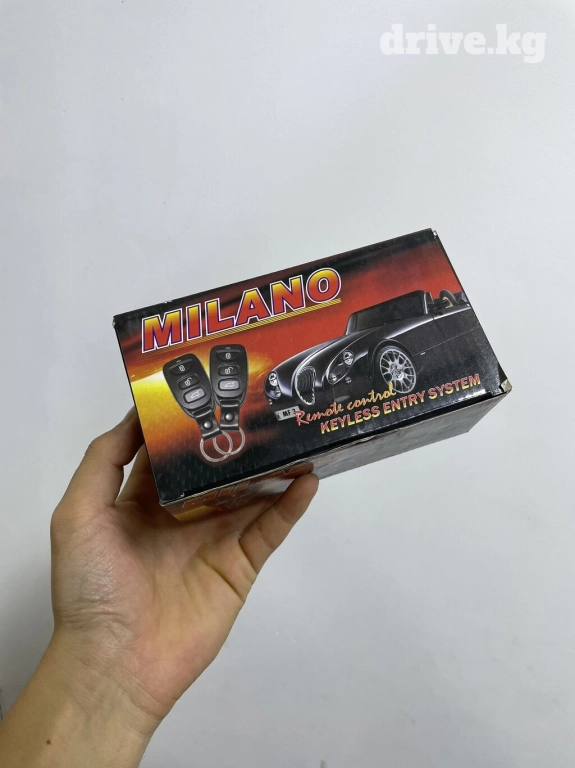 drive.kg
MILANO
Remote control
KEYLESS ENTRY SYSTEM